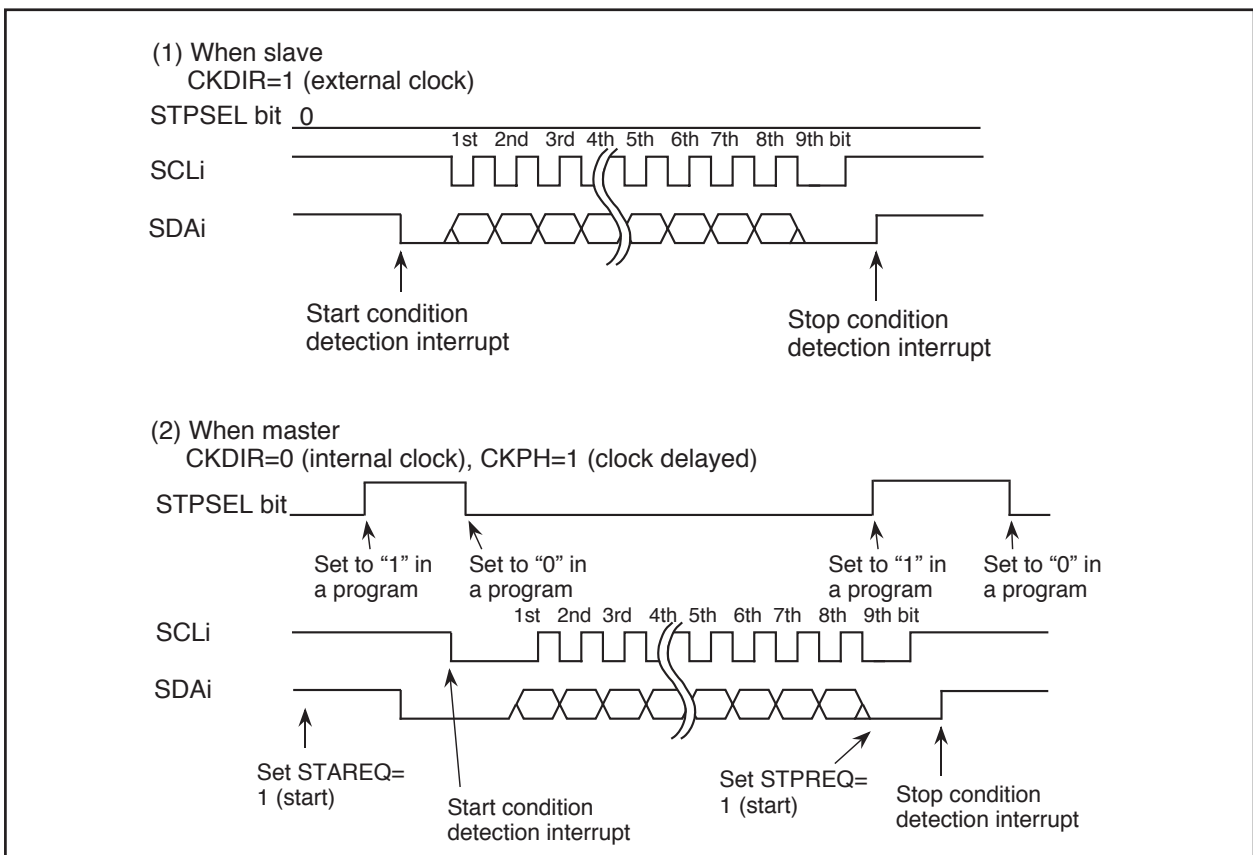 (1) When slave
CKDIR=1 (external clock)
STPSEL bit 0
1st 2nd 3rd 4th 5th 6th 7th 8th 9th bit
SCLi
SDAi
Start condition
detection interrupt
Stop condition
detection interrupt
(2) When master
CKDIR=0 (internal clock), CKPH=1 (clock delayed)
STPSEL bit
Set to “1” in
a program
Set to “0” in
a program
Set to “1” in
a program
Set to “0” in
a program
1st 2nd 3rd 4th 5th 6th 7th 8th 9th bit
SCLi
SDAi
Set STAREQ=
1 (start)
Start condition
detection interrupt
Set STPREQ=
1 (start)
Stop condition
detection interrupt